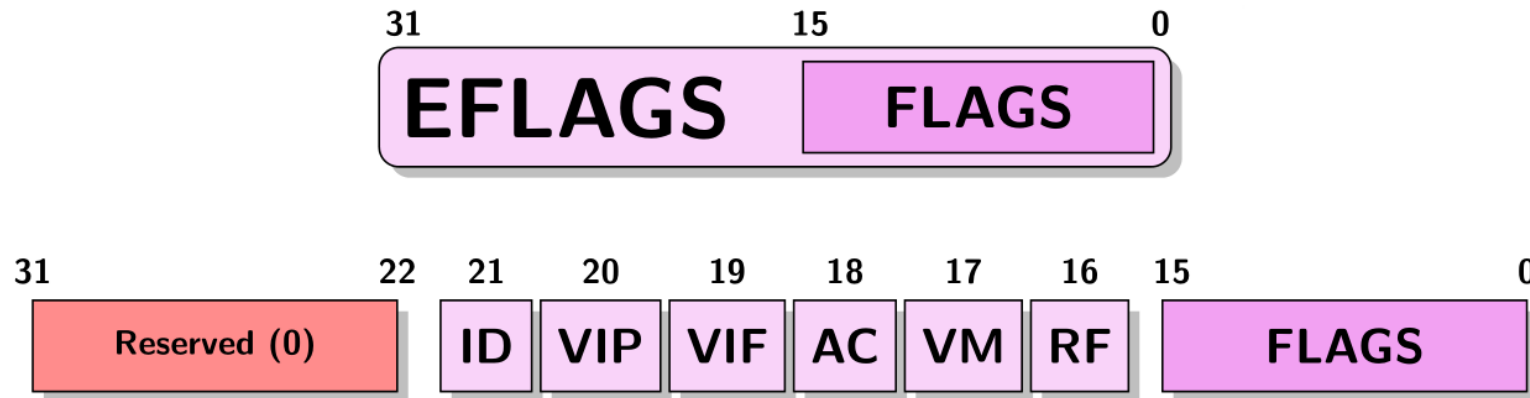 31 15 0
EFLAGS FLAGS
31 22 21 20 19 18 17 16 15 0
Reserved (0) ID VIP VIF AC VM RF FLAGS